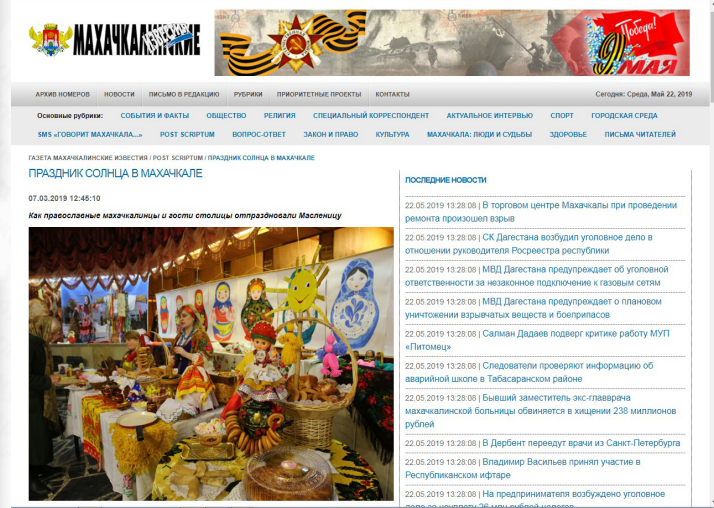 МАХАЧКАЛИНСКИЕ
ИЗВЕСТИЯ
Победа!
9 МАЯ
АРХИВ НОМЕРОВ НОВОСТИ ПИСЬМО В РЕДАКЦИЮ РУБРИКИ ПРИОРИТЕТНЫЕ ПРОЕКТЫ КОНТАКТЫ Сегодня: Среда, Май 22, 2019
Основные рубрики: СОБЫТИЯ И ФАКТЫ ОБЩЕСТВО РЕЛИГИЯ СПЕЦИАЛЬНЫЙ КОРРЕСПОНДЕНТ АКТУАЛЬНОЕ ИНТЕРВЬЮ СПОРТ ГОРОДСКАЯ СРЕДА
SMS «ГОВОРИТ МАХАЧКАЛА...» POST SCRIPTUM ВОПРОС-ОТВЕТ ЗАКОН И ПРАВО КУЛЬТУРА МАХАЧКАЛА: ЛЮДИ И СУДЬБЫ ЗДОРОВЬЕ ПИСЬМА ЧИТАТЕЛЕЙ
ГАЗЕТА МАХАЧКАЛИНСКИЕ ИЗВЕСТИЯ / POST SCRIPTUM / ПРАЗДНИК СОЛНЦА В МАХАЧКАЛЕ
ПРАЗДНИК СОЛНЦА В МАХАЧКАЛЕ
07.03.2019 12:45:10
Как православные махачкалинцы и гости столицы отпраздновали Масленицу
ПОСЛЕДНИЕ НОВОСТИ
22.05.2019 13:28:08 | В торговом центре Махачкалы при проведении
ремонта произошел взрыв
22.05.2019 13:28:08 | СК Дагестана возбудил уголовное дело в
отношении руководителя Росреестра республики
22.05.2019 13:28:08 | МВД Дагестана предупреждает об уголовной
ответственности за незаконное подключение к газовым сетям
22.05.2019 13:28:08 | МВД Дагестана предупреждает о плановом
уничтожении взрывчатых веществ и боеприпасов
22.05.2019 13:28:08 | Салман Дадаев подверг критике работу МУП
«Питомец»
22.05.2019 13:28:08 | Следователи проверяют информацию об
аварийной школе в Табасаранском районе
22.05.2019 13:28:08 | Бывший заместитель экс-главврача
махачкалинской больницы обвиняется в хищении 238 миллионов
рублей
22.05.2019 13:28:08 | В Дербент переедут врачи из Санкт-Петербурга
22.05.2019 13:28:08 | Владимир Васильев принял участие в
Республиканском ифтаре
22.05.2019 13:28:08 | На предпринимателя возбуждено уголовное
дело за неуплату 26 млн рублей налогов